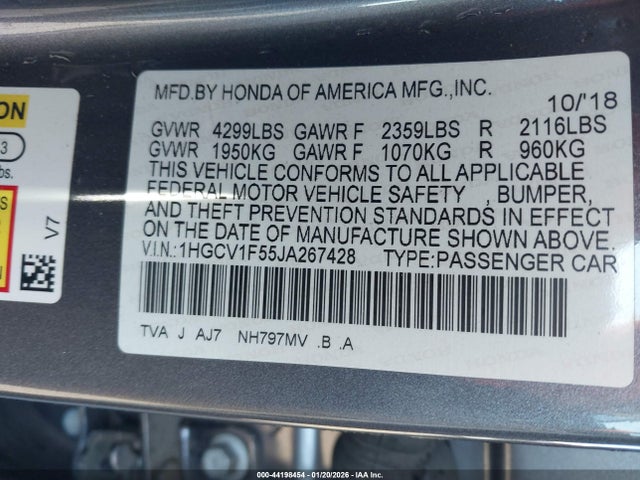 MFD.BY HONDA OF AMERICA MFG.,INC.
10/'18
GVWR 4299LBS GAWR F 2359LBS R 2116LBS
GVWR 1950KG GAWR F 1070KG R 960KG
THIS VEHICLE CONFORMS TO ALL APPLICABLE
FEDERAL MOTOR VEHICLE SAFETY , BUMPER,
AND THEFT PREVENTION STANDARDS IN EFFECT
ON THE DATE OF MANUFACTURE SHOWN ABOVE.
V.I.N.:1HGCV1F55JA267428 TYPE:PASSENGER CAR
TVA J AJ7 NH797MV .B .A
ON
3
bs.
S
V7
000-44198454 | 01/20/2026 | IAA Inc.